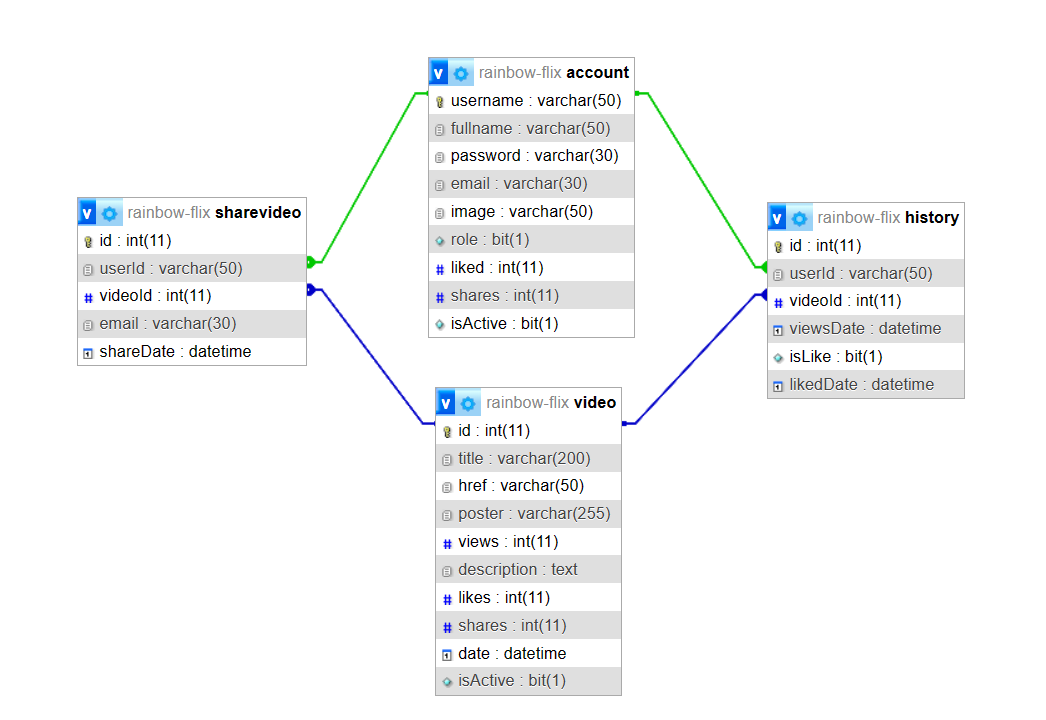 v rainbow-flix account
username : varchar(50)
fullname : varchar(50)
password : varchar(30)
email : varchar(30)
image : varchar(50)
role : bit(1)
# liked : int(11)
# shares : int(11)
isActive : bit(1)
v rainbow-flix sharevideo
id : int(11)
userId : varchar(50)
# videoId : int(11)
email : varchar(30)
shareDate : datetime
v rainbow-flix history
id : int(11)
userId : varchar(50)
# videoId : int(11)
viewsDate : datetime
isLike : bit(1)
likedDate : datetime
v rainbow-flix video
id : int(11)
title : varchar(200)
href : varchar(50)
poster : varchar(255)
# views : int(11)
description : text
# likes : int(11)
# shares : int(11)
date : datetime
isActive : bit(1)